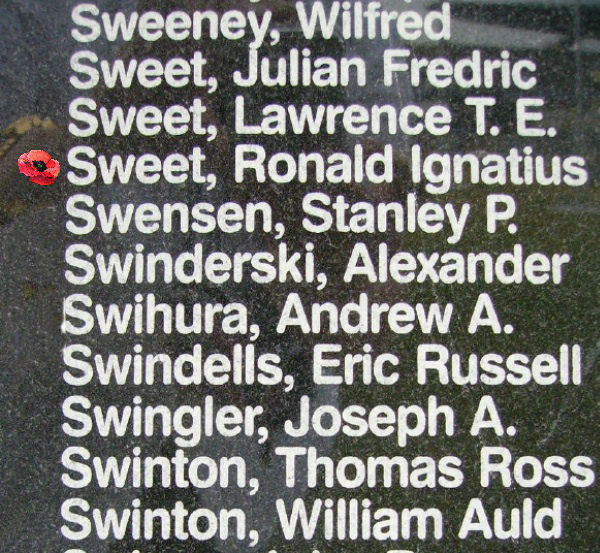 Sweeney, Wilfred
Sweet, Julian Fredric
Sweet, Lawrence T. E.
Sweet, Ronald Ignatius
Swensen, Stanley P.
Swinderski, Alexander
Swihura, Andrew A.
Swindells, Eric Russell
Swingler, Joseph A.
Swinton, Thomas Ross
Swinton, William Auld